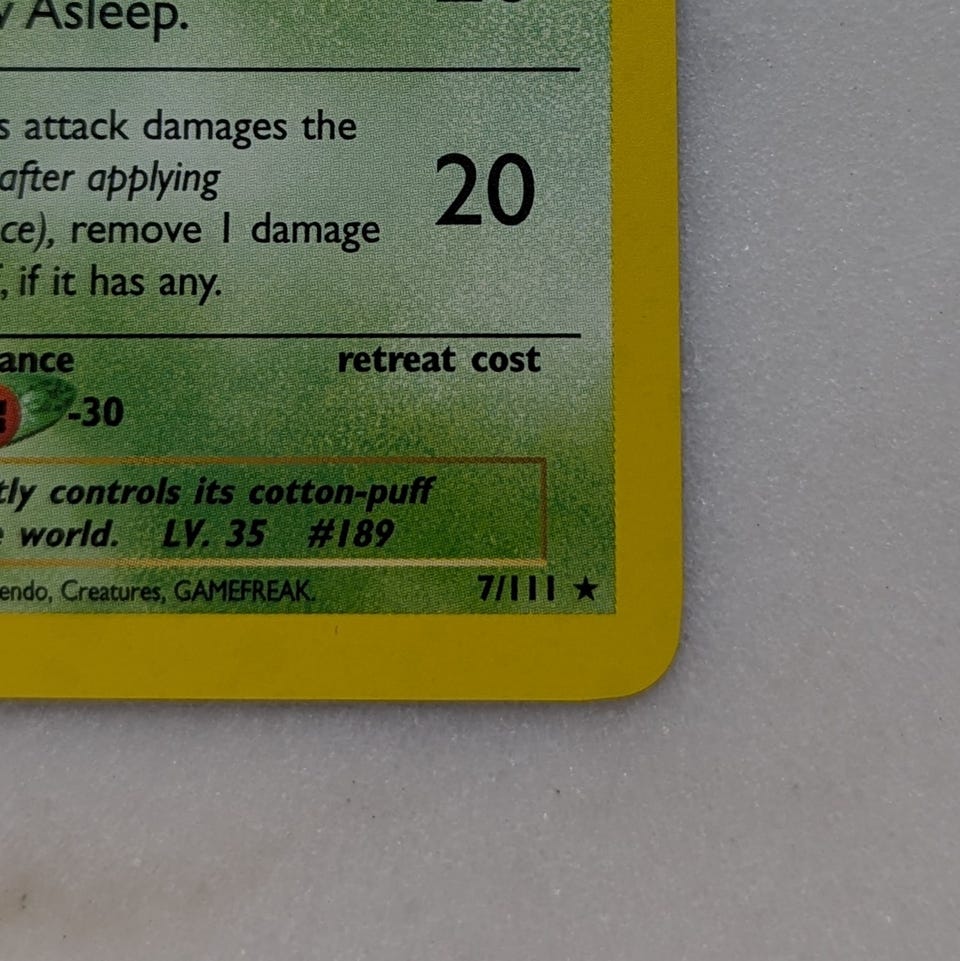 Asleep.
s attack damages the
after applying
20
ce), remove 1 damage
, if it has any.
ance retreat cost
-30
tly controls its cotton-puff
e world. LV. 35 #189
endo, Creatures, GAMEFREAK. 7/111 ★